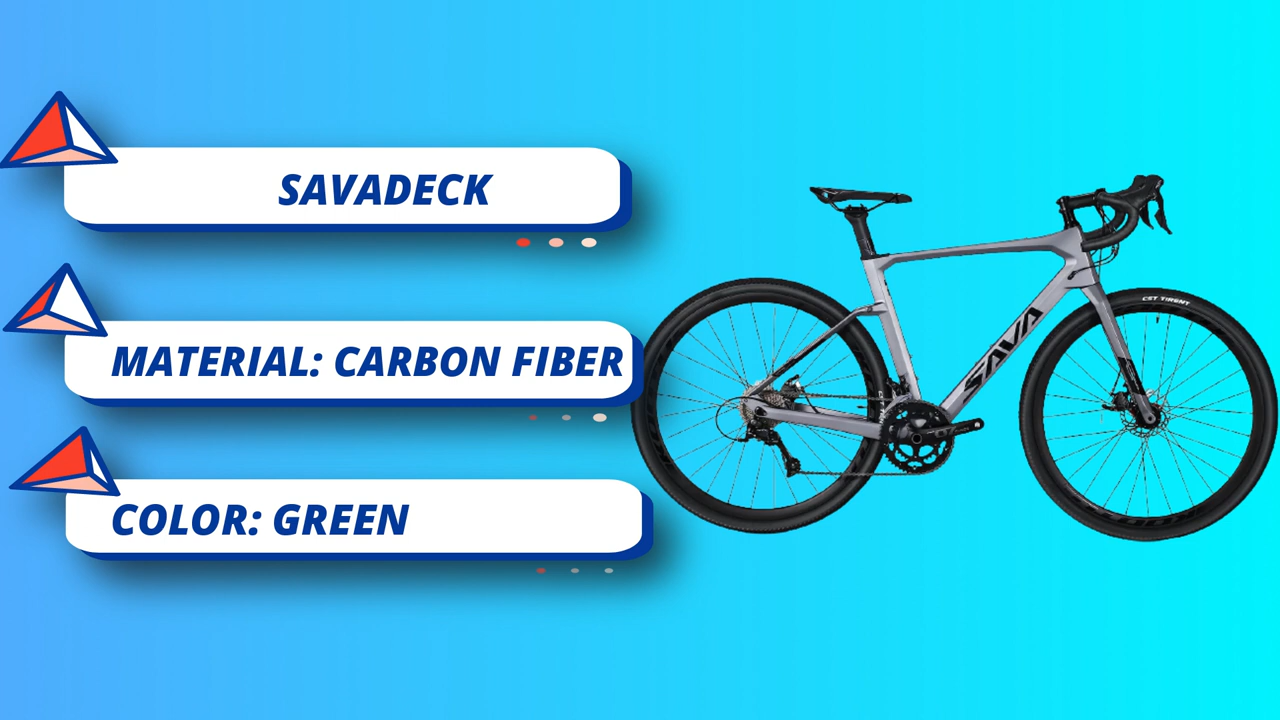 SAVADECK
MATERIAL: CARBON FIBER
COLOR: GREEN
SAVA
CST TIRENT